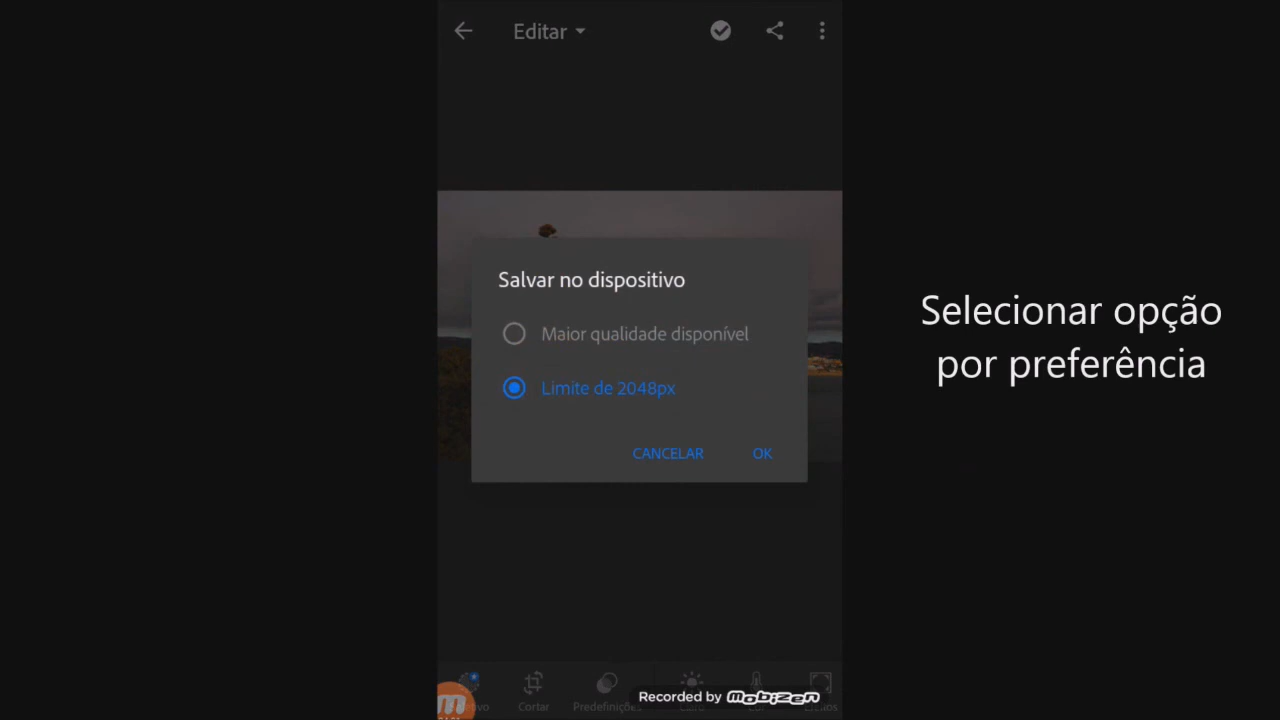 Editar
Salvar no dispositivo
Maior qualidade disponível
Limite de 2048px
CANCELAR OK
Selecionar opção
por preferência
Cortar
Recorded by Mobizen